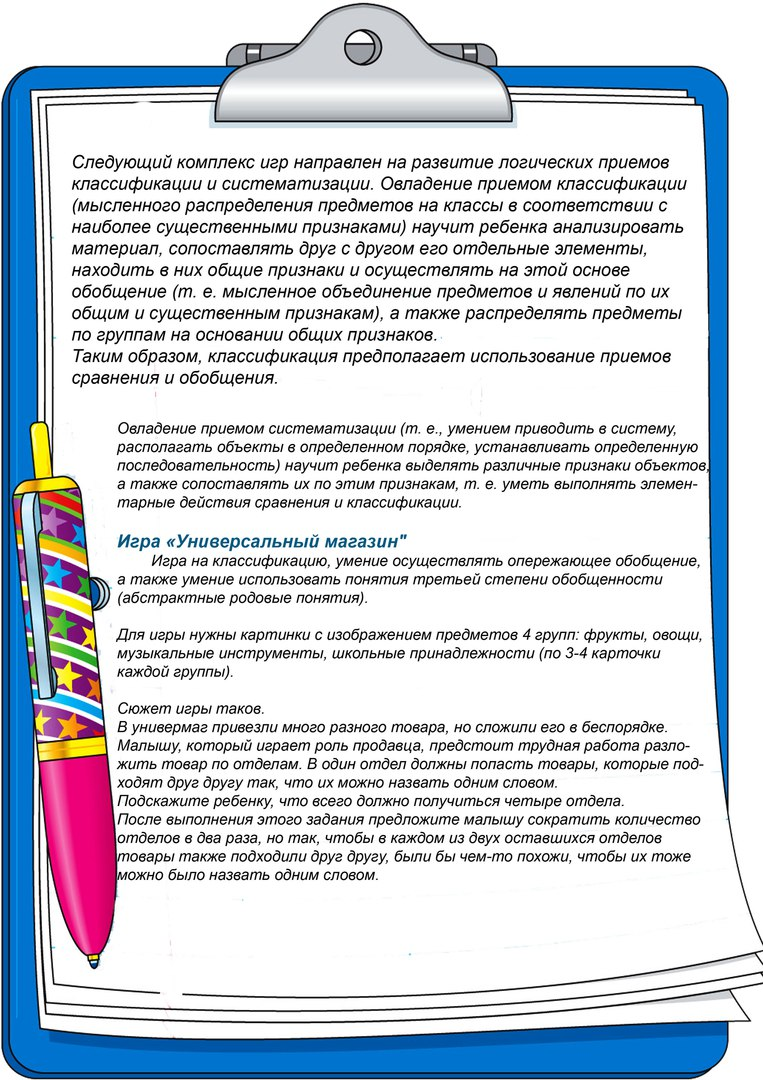 Следующий комплекс игр направлен на развитие логических приемов
классификации и систематизации. Овладение приемом классификации
(мысленного распределения предметов на классы в соответствии с
наиболее существенными признаками) научит ребенка анализировать
материал, сопоставлять друг с другом его отдельные элементы,
находить в них общие признаки и осуществлять на этой основе
обобщение (т. е. мысленное объединение предметов и явлений по их
общим и существенным признакам), а также распределять предметы
по группам на основании общих признаков.
Таким образом, классификация предполагает использование приемов
сравнения и обобщения.
Овладение приемом систематизации (т. е., умением приводить в систему,
располагать объекты в определенном порядке, устанавливать определенную
последовательность) научит ребенка выделять различные признаки объектов,
а также сопоставлять их по этим признакам, т. е. уметь выполнять элемен-
тарные действия сравнения и классификации.
Игра «Универсальный магазин"
Игра на классификацию, умение осуществлять опережающее обобщение,
а также умение использовать понятия третьей степени обобщенности
(абстрактные родовые понятия).
Для игры нужны картинки с изображением предметов 4 групп: фрукты, овощи,
музыкальные инструменты, школьные принадлежности (по 3-4 карточки
каждой группы).
Сюжет игры таков.
В универмаг привезли много разного товара, но сложили его в беспорядке.
Малышу, который играет роль продавца, предстоит трудная работа разло-
жить товар по отделам. В один отдел должны попасть товары, которые под-
ходят друг другу так, что их можно назвать одним словом.
Подскажите ребенку, что всего должно получиться четыре отдела.
После выполнения этого задания предложите малышу сократить количество
отделов в два раза, но так, чтобы в каждом из двух оставшихся отделов
товары также подходили друг другу, были бы чем-то похожи, чтобы их тоже
можно было назвать одним словом.